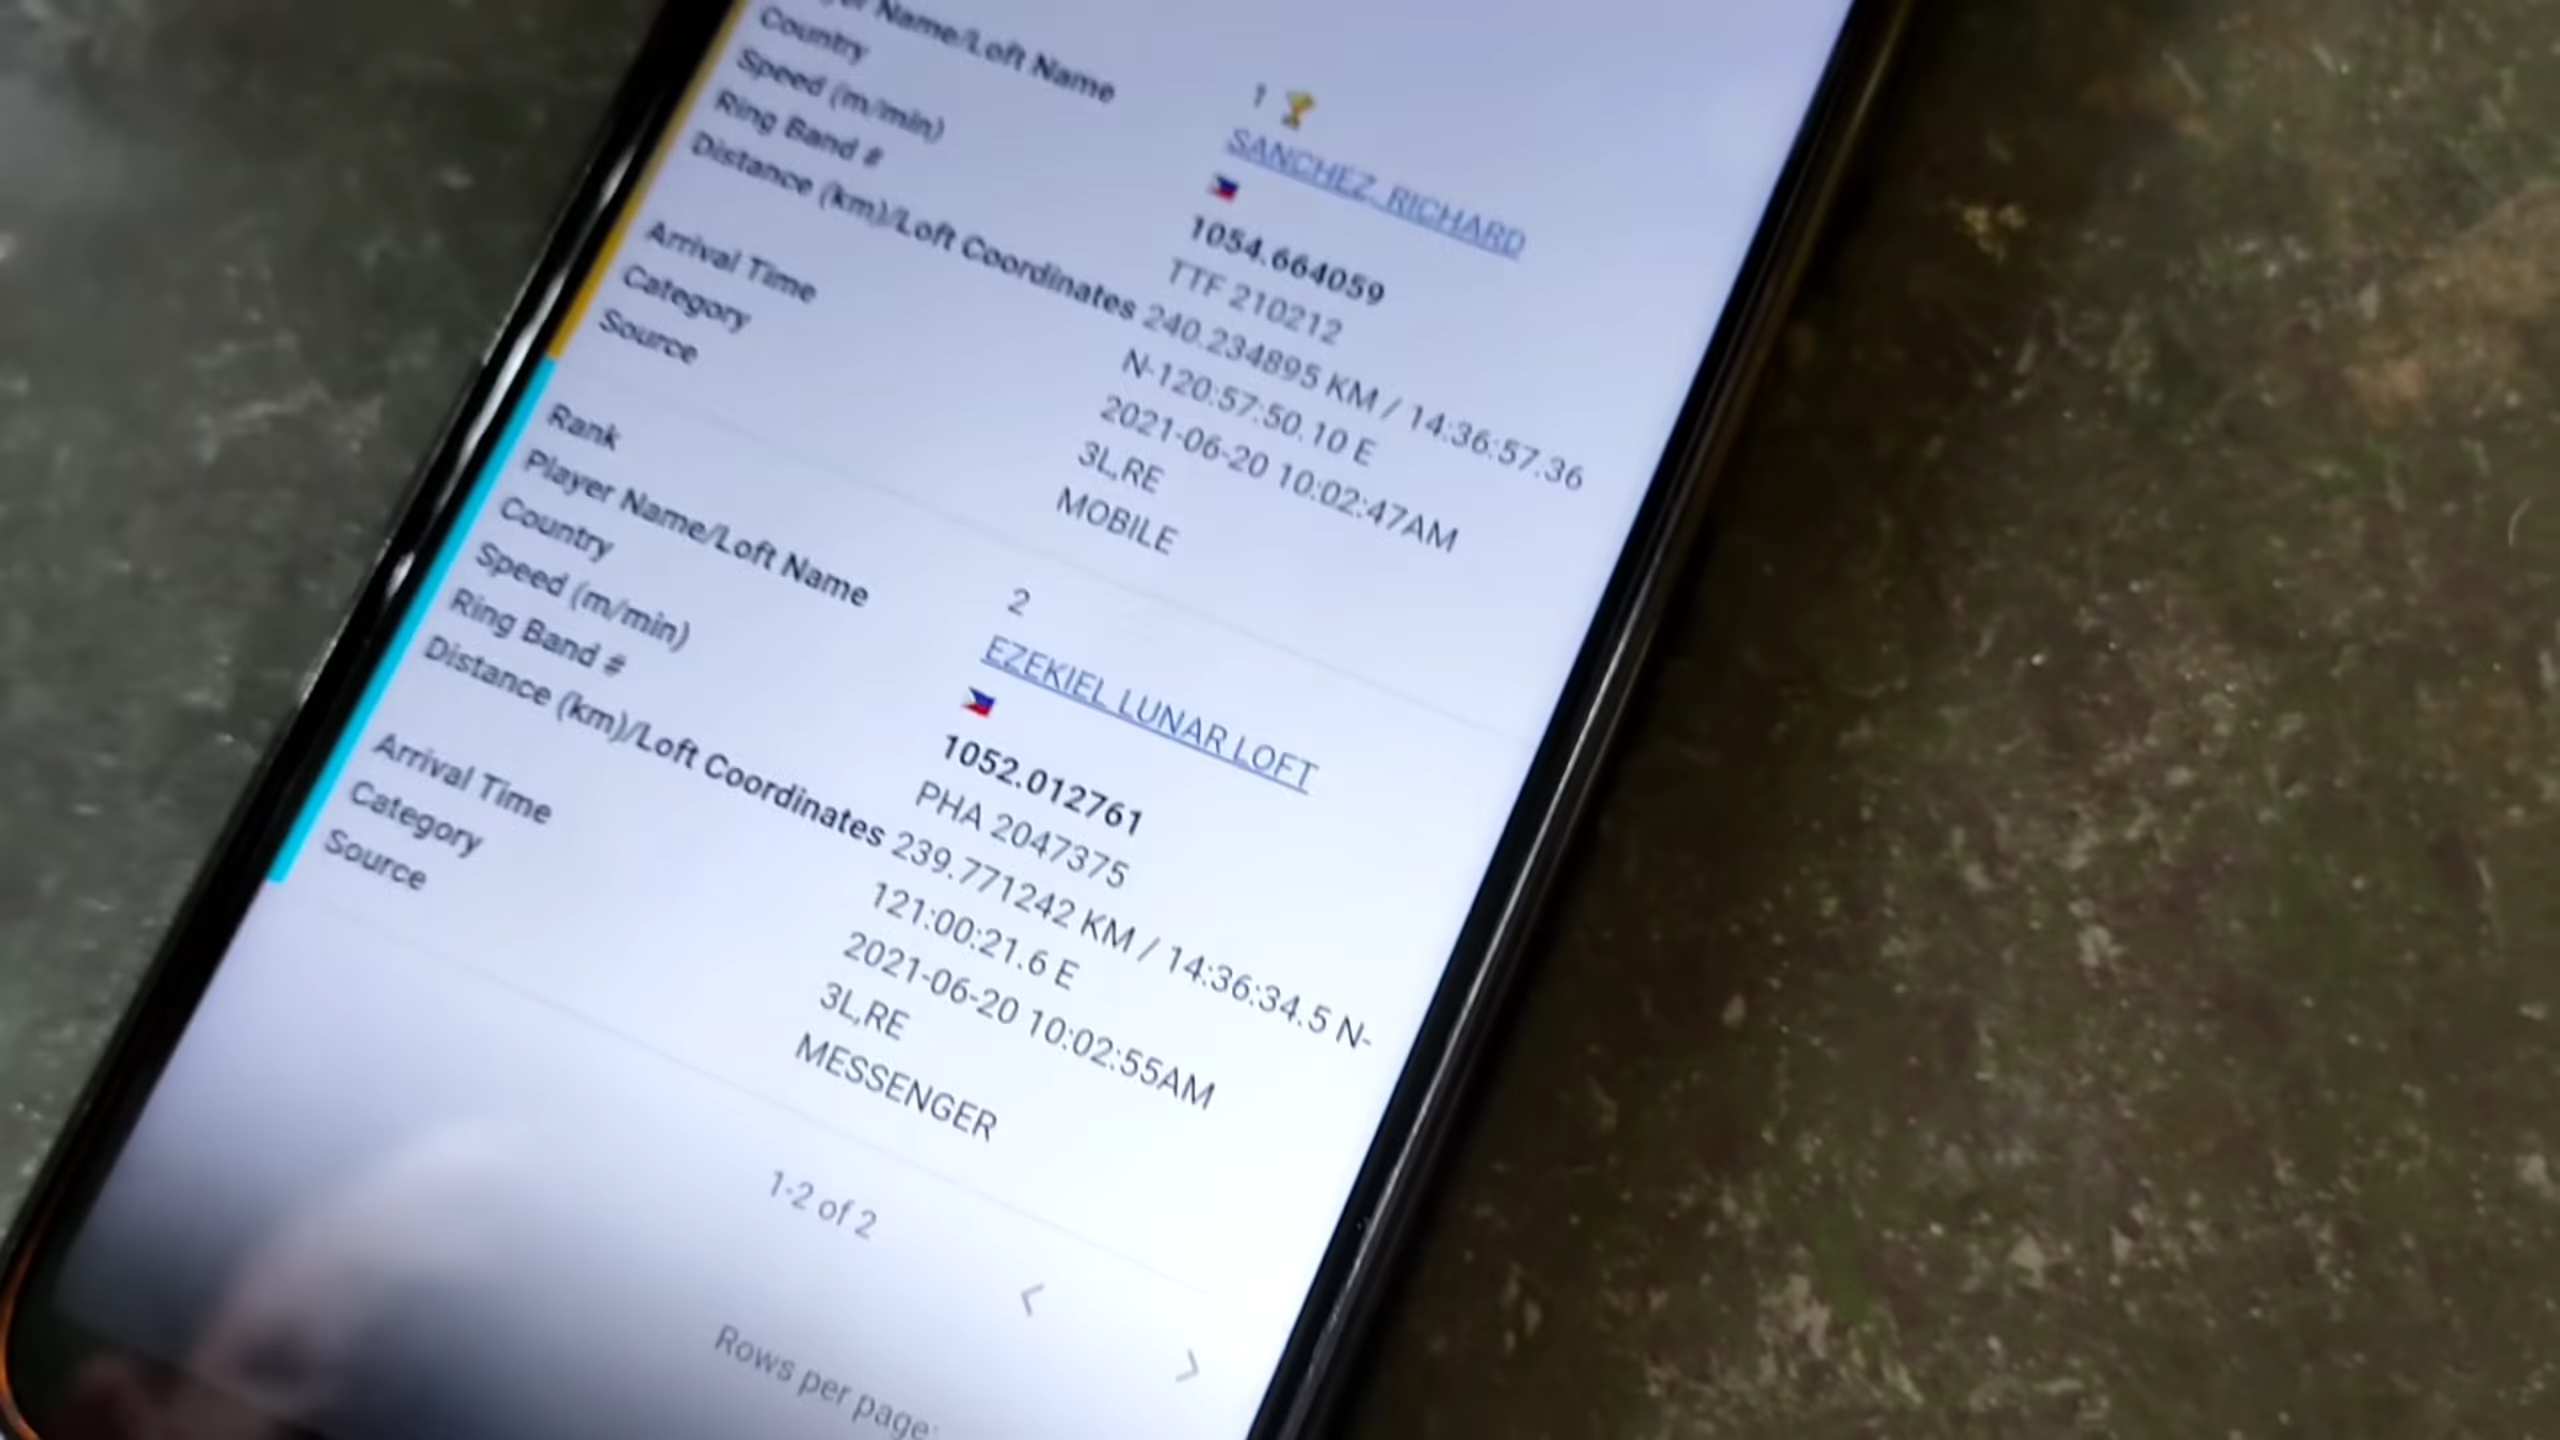 Name/Loft Name
1
Country
SANCHEZ, RICHARD
Speed (m/min)
1054.664059
Ring Band #
TTF 210212
Distance (km)/Loft Coordinates 240.234895 KM / 14:36:57.36
N-120:57:50.10 E
Arrival Time
2021-06-20 10:02:47AM
Category
3L,RE
Source
MOBILE
Rank
2
Player Name/Loft Name
EZEKIEL LUNAR LOFT
Country
Speed (m/min)
1052.012761
Ring Band #
PHA 2047375
Distance (km)/Loft Coordinates 239.771242 KM / 14:36:34.5 N-
121:00:21.6 E
Arrival Time
2021-06-20 10:02:55AM
Category
3L,RE
Source
MESSENGER
1-2 of 2
Rows per page: